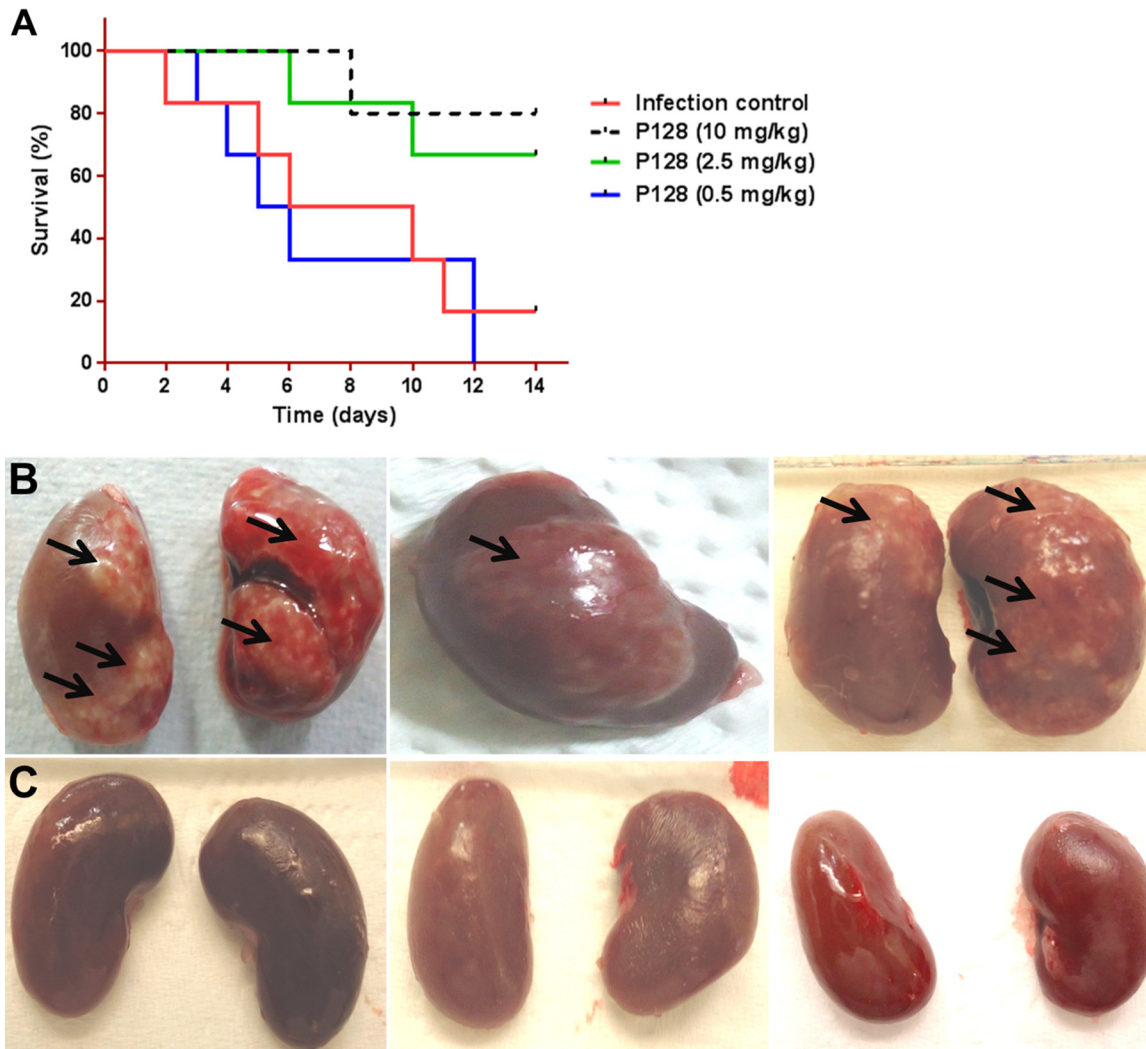 A
100
80
60
40
20
0
Survival (%)
0 2 4 6 8 10 12 14
Time (days)
Infection control
P128 (10 mg/kg)
P128 (2.5 mg/kg)
P128 (0.5 mg/kg)
B
C